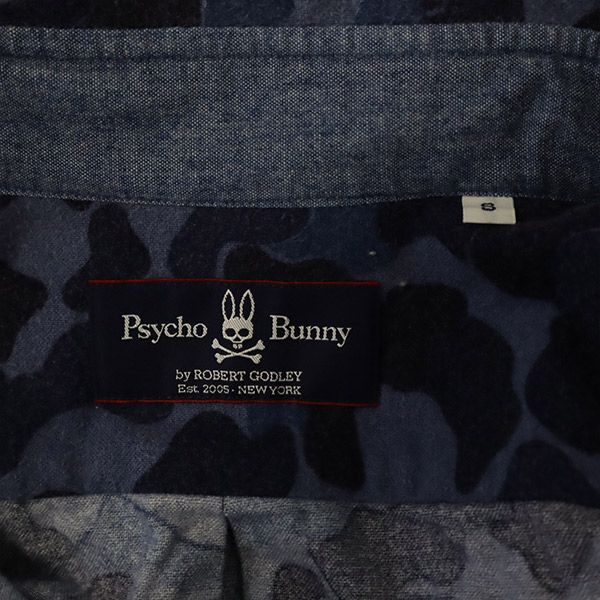 S
Psycho Bunny
by ROBERT GODLEY
Est. 2005 - NEW YORK